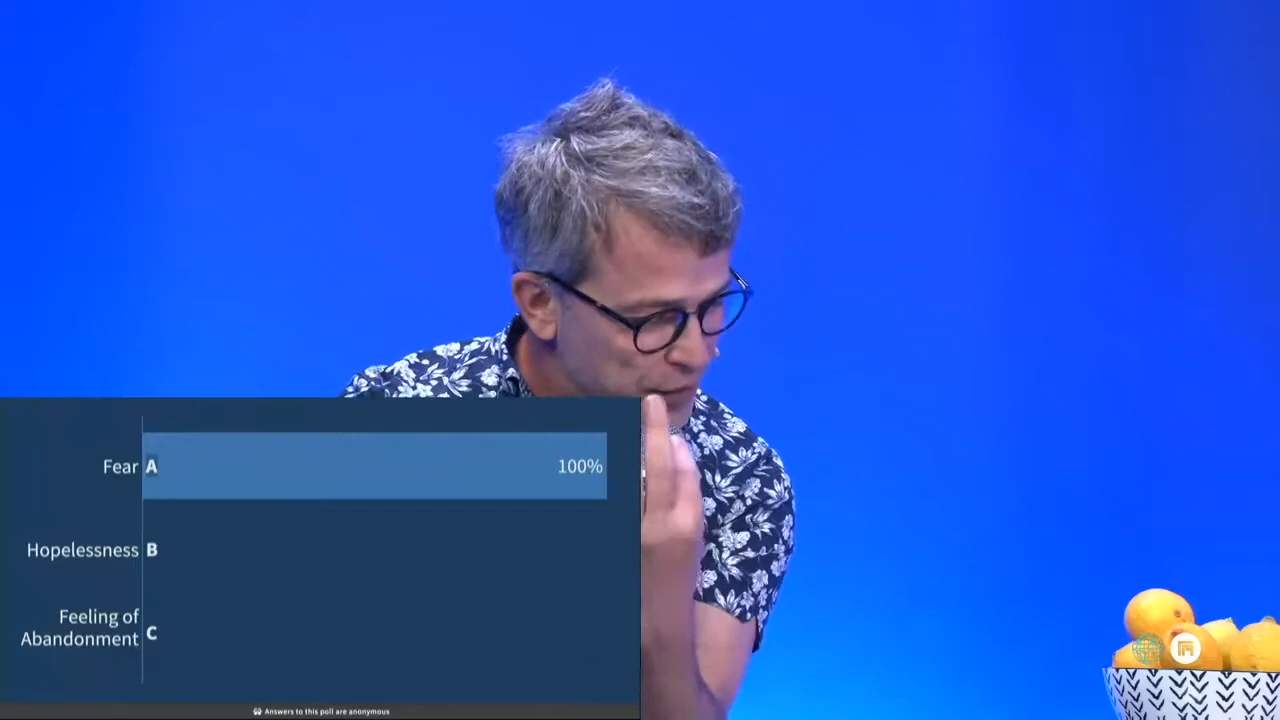 Fear A
100%
Hopelessness B
Feeling of
Abandonment C
Answers to this poll are anonymous